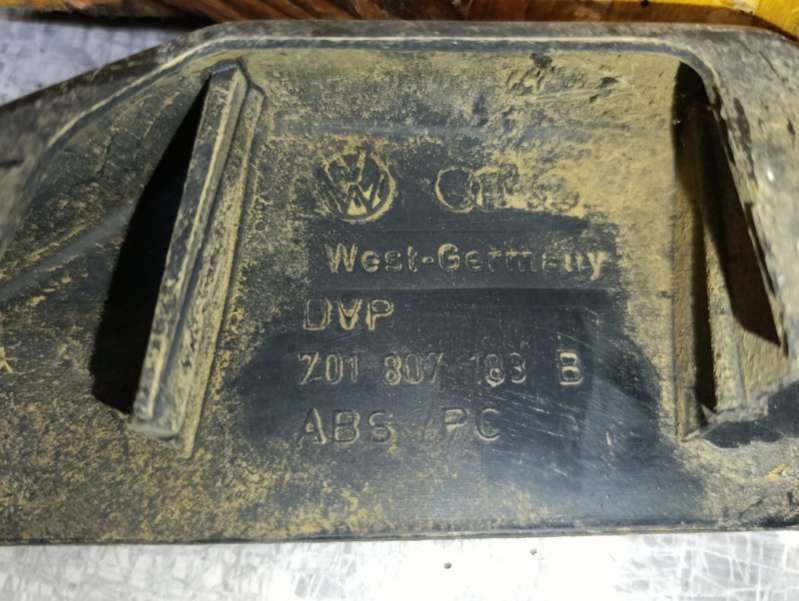 West-Germany
DVP
701 807 183 B
ABS /PC